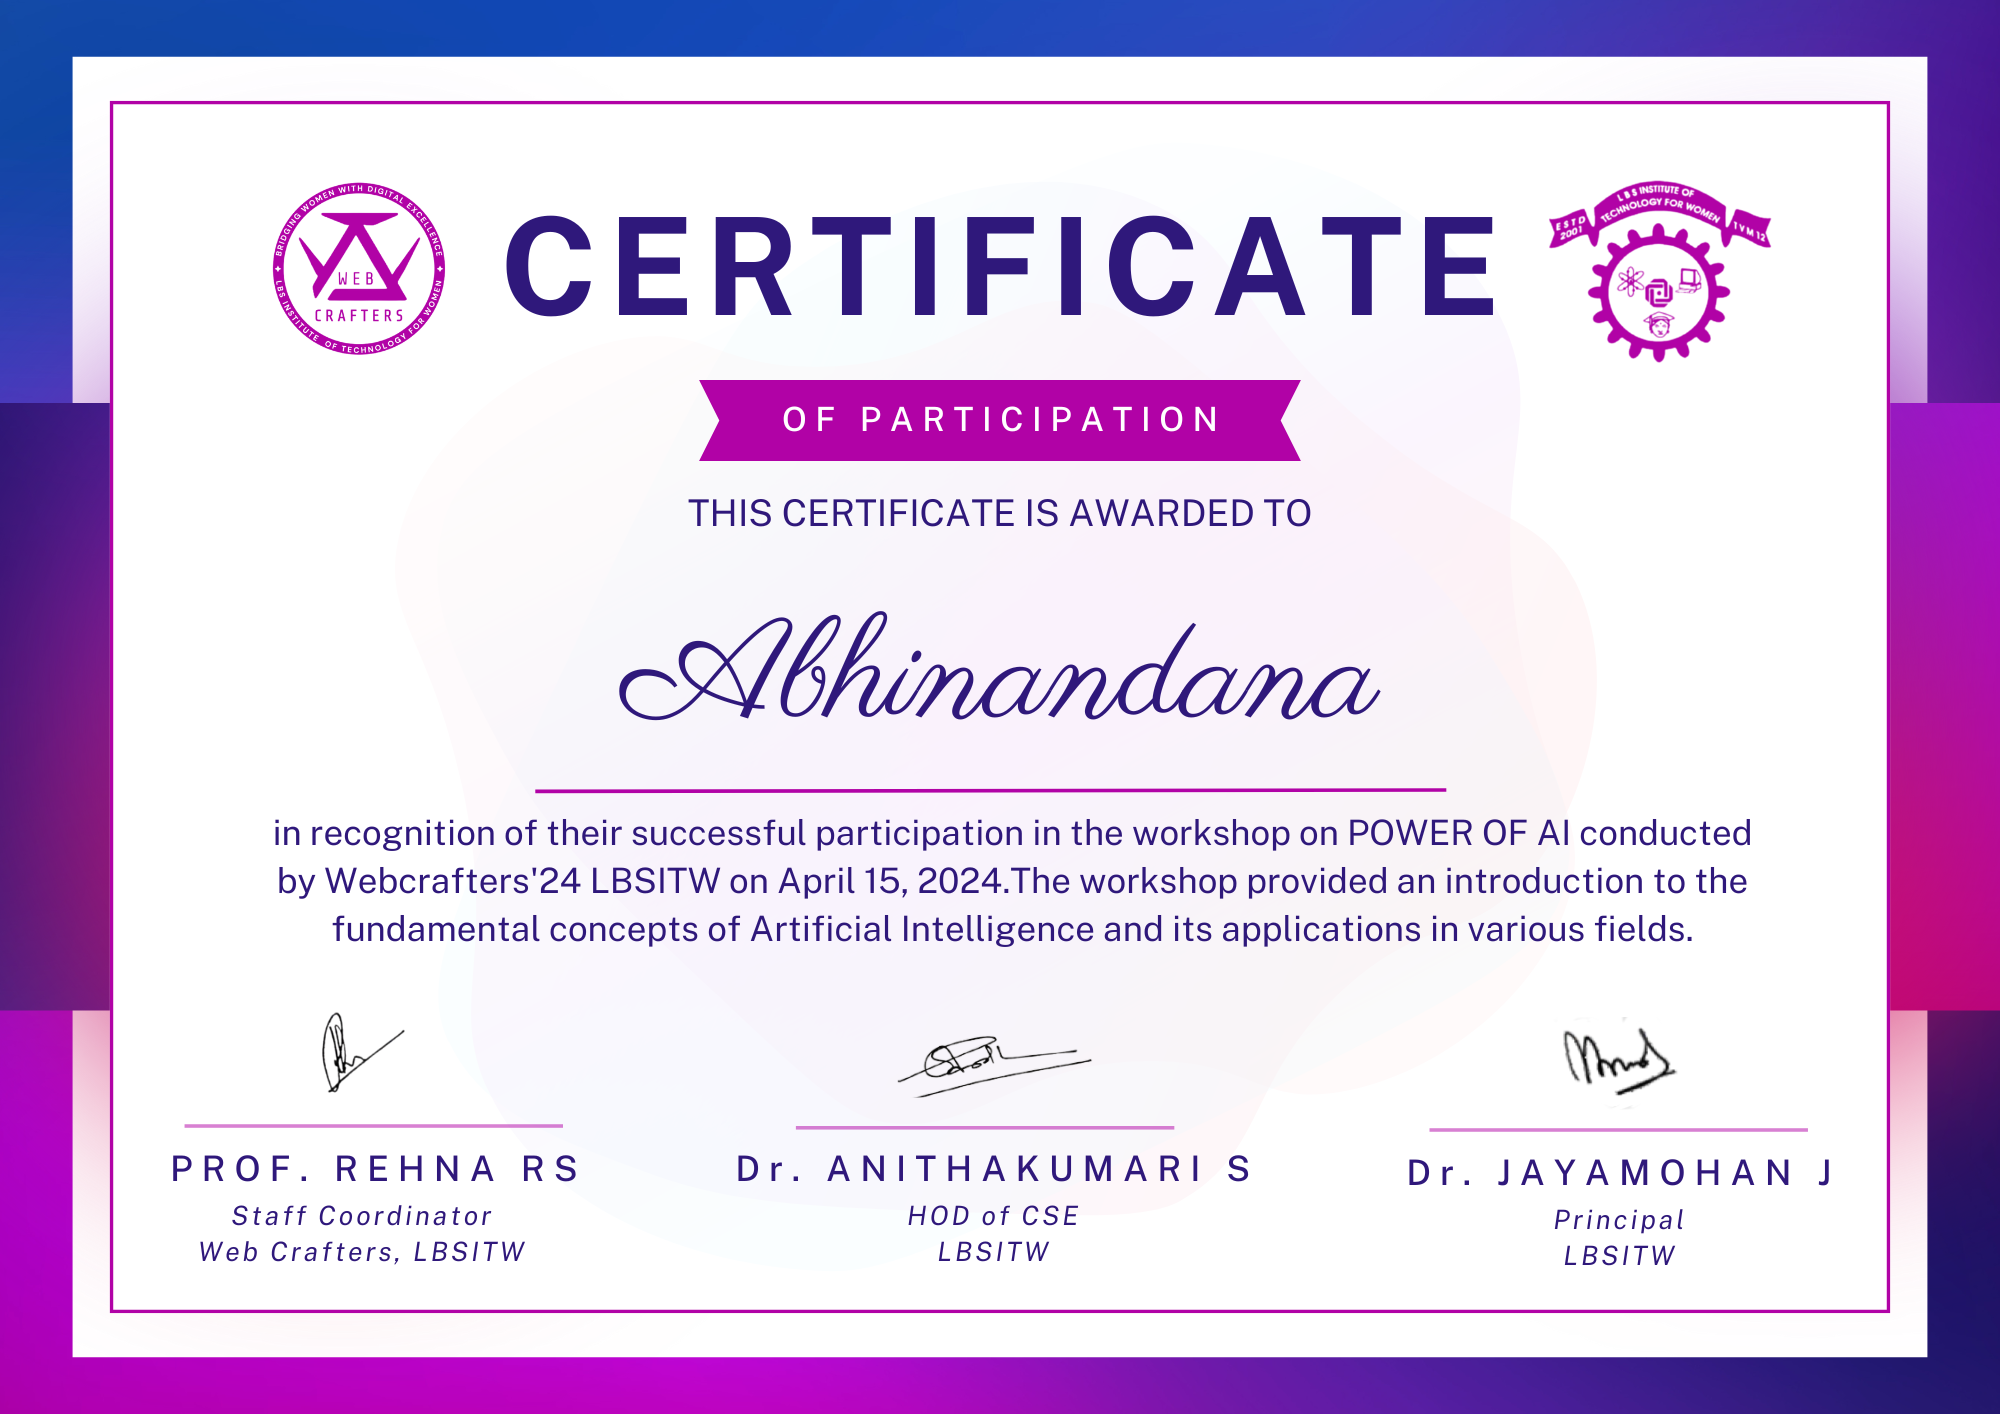 BRIDGING WOMEN WITH DIGITAL EXCELLENCE
LBS INSTITUTE OF TECHNOLOGY FOR WOMEN
WEB
CRAFTERS
CERTIFICATE
LBS INSTITUTE OF
TECHNOLOGY FOR WOMEN
ESTD
2001
TVM 12
OF PARTICIPATION
THIS CERTIFICATE IS AWARDED TO
Abhinandana
in recognition of their successful participation in the workshop on POWER OF AI conducted
by Webcrafters'24 LBSITW on April 15, 2024.The workshop provided an introduction to the
fundamental concepts of Artificial Intelligence and its applications in various fields.
PROF. REHNA RS
Staff Coordinator
Web Crafters, LBSITW
Dr. ANITHAKUMARI S
HOD of CSE
LBSITW
Dr. JAYAMOHAN J
Principal
LBSITW